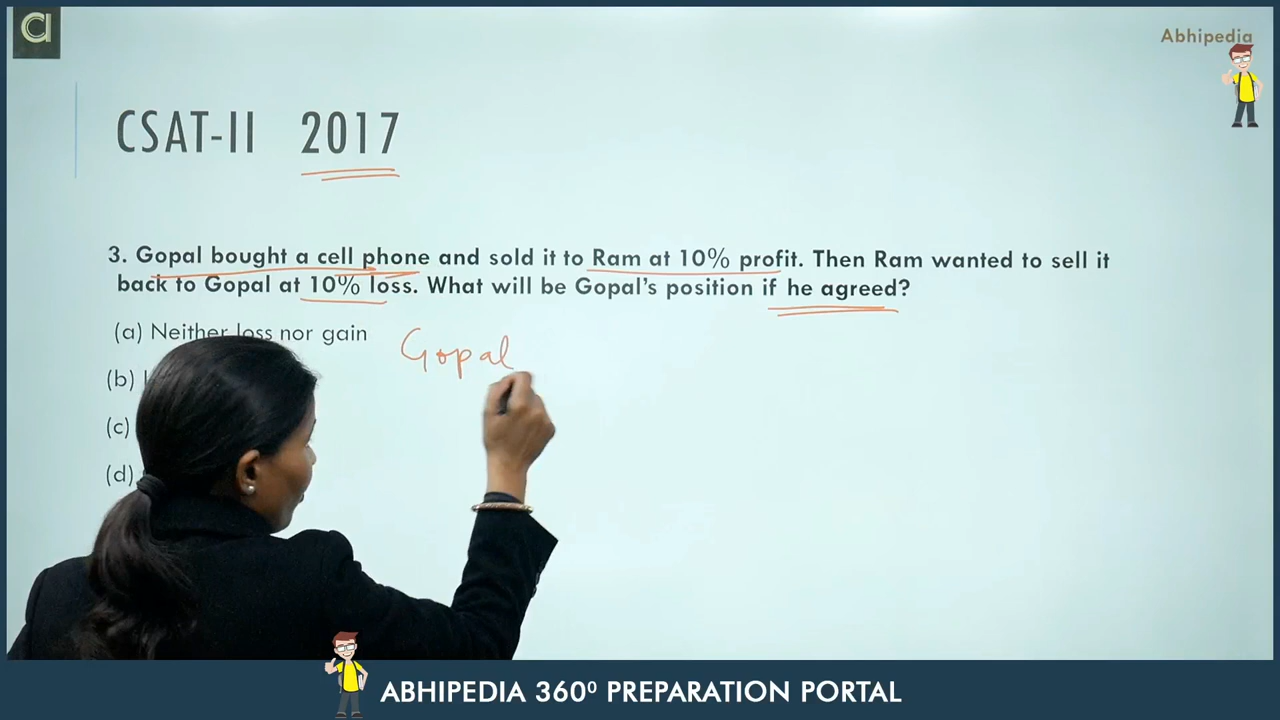 a
Abhipedia
CSAT-II 2017
3. Gopal bought a cell phone and sold it to Ram at 10% profit. Then Ram wanted to sell it
back to Gopal at 10% loss. What will be Gopal's position if he agreed?
(a) Neither loss nor gain
Gopal
(b)
(c)
(d)
ABHIPEDIA 360⁰ PREPARATION PORTAL